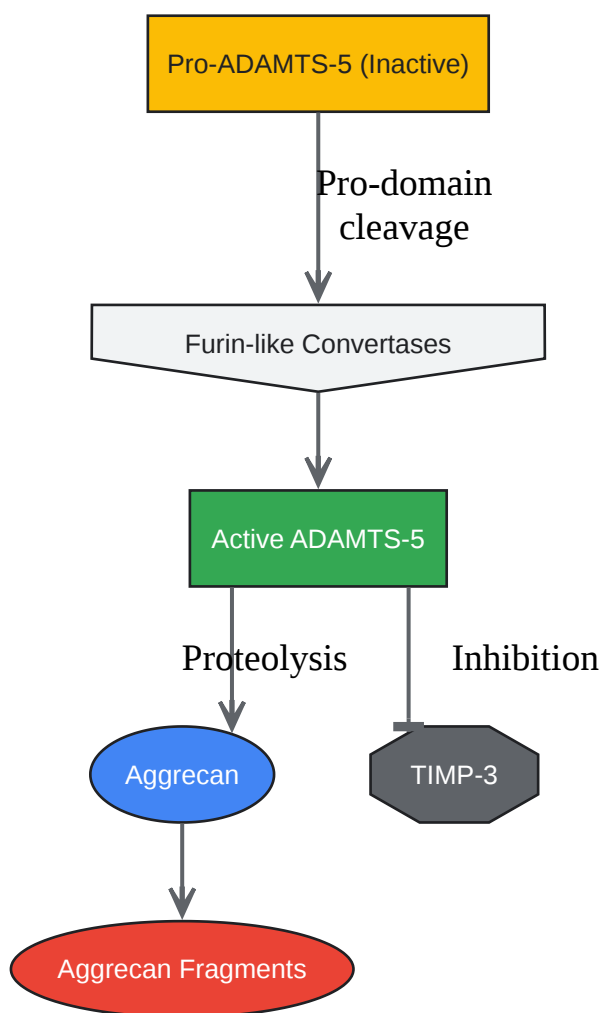 Pro-ADAMTS-5 (Inactive)
Pro-domain
cleavage
Furin-like Convertases
Active ADAMTS-5
Proteolysis
Inhibition
Aggrecan
TIMP-3
Aggrecan Fragments